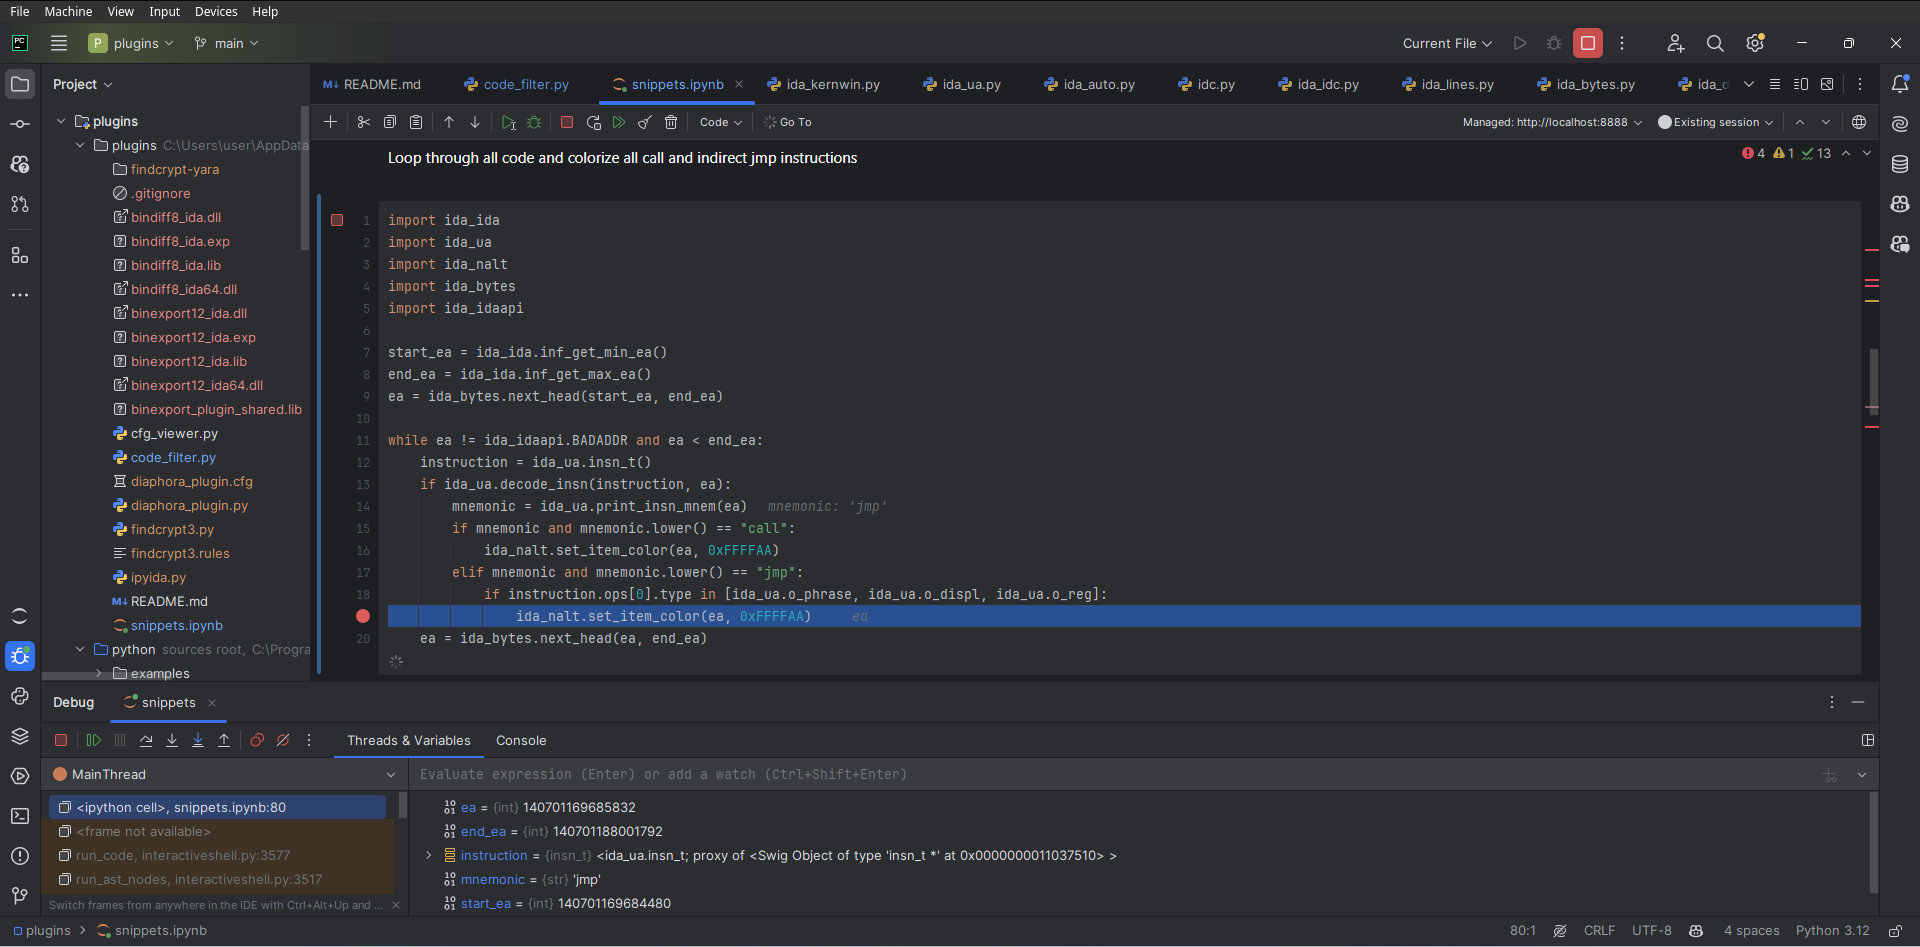 File Machine View Input Devices Help
PC P plugins main Current File
Project README.md code_filter.py snippets.ipynb ida_kernwin.py ida_ua.py ida_auto.py idc.py ida_idc.py ida_lines.py ida_bytes.py
Code Go To Managed: http://localhost:8888 Existing session
plugins
plugins C:\Users\user\AppData
findcrypt-yara
.gitignore
bindiff8_ida.dll
bindiff8_ida.exp
bindiff8_ida.lib
bindiff8_ida64.dll
binexport12_ida.dll
binexport12_ida.exp
binexport12_ida.lib
binexport12_ida64.dll
binexport_plugin_shared.lib
cfg_viewer.py
code_filter.py
diaphora_plugin.cfg
diaphora_plugin.py
findcrypt3.py
findcrypt3.rules
ipyida.py
README.md
snippets.ipynb
python sources root, C:\Progra
examples
Loop through all code and colorize all call and indirect jmp instructions
4 1 13
1 import ida_ida
2 import ida_ua
3 import ida_nalt
4 import ida_bytes
5 import ida_idaapi
6
7 start_ea = ida_ida.inf_get_min_ea()
8 end_ea = ida_ida.inf_get_max_ea()
9 ea = ida_bytes.next_head(start_ea, end_ea)
10
11 while ea != ida_idaapi.BADADDR and ea < end_ea:
12 instruction = ida_ua.insn_t()
13 if ida_ua.decode_insn(instruction, ea):
14 mnemonic = ida_ua.print_insn_mnem(ea) mnemonic: 'jmp'
15 if mnemonic and mnemonic.lower() == "call":
16 ida_nalt.set_item_color(ea, 0xFFFFAA)
17 elif mnemonic and mnemonic.lower() == "jmp":
18 if instruction.ops[0].type in [ida_ua.o_phrase, ida_ua.o_displ, ida_ua.o_reg]:
ida_nalt.set_item_color(ea, 0xFFFFAA) ea
20 ea = ida_bytes.next_head(ea, end_ea)
Debug snippets
Threads & Variables Console
MainThread
<ipython cell>, snippets.ipynb:80
<frame not available>
run_code, interactiveshell.py:3577
run_ast_nodes, interactiveshell.py:3517
Switch frames from anywhere in the IDE with Ctrl+Alt+Up and ...
Evaluate expression (Enter) or add a watch (Ctrl+Shift+Enter)
ea = {int} 140701169685832
end_ea = {int} 140701188001792
instruction = {insn_t} <ida_ua.insn_t; proxy of <Swig Object of type 'insn_t *' at 0x0000000011037510> >
mnemonic = {str} 'jmp'
start_ea = {int} 140701169684480
plugins snippets.ipynb 80:1 CRLF UTF-8 4 spaces Python 3.12